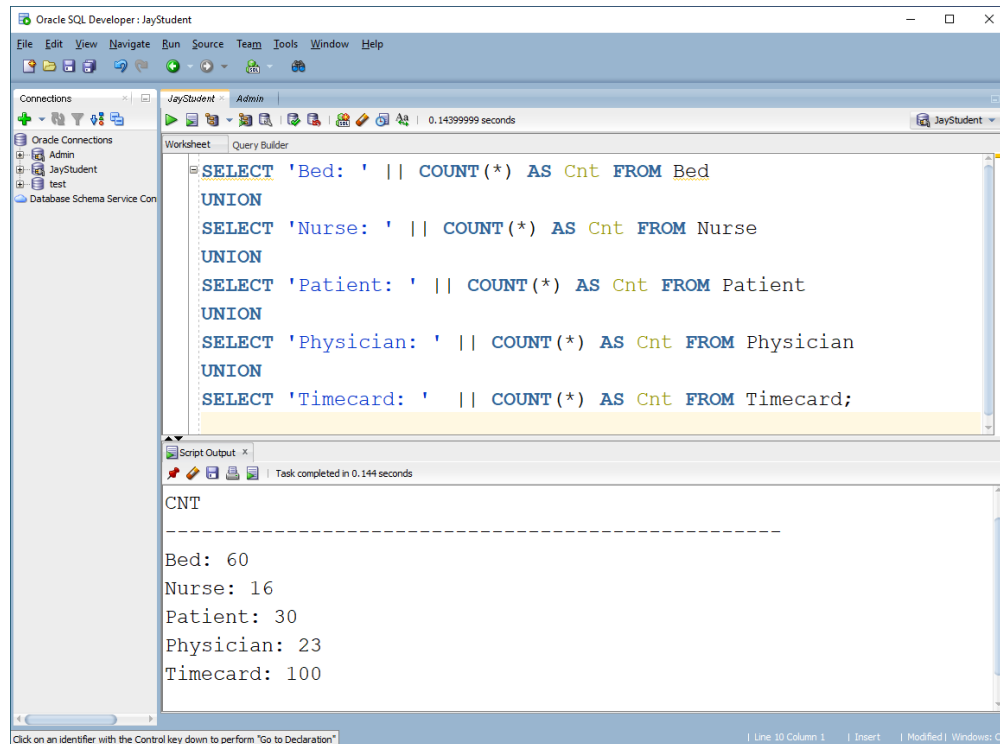 Oracle SQL Developer : JayStudent
File Edit View Navigate Run Source Team Tools Window Help
Connections
Oracle Connections
Admin
JayStudent
test
Database Schema Service Con
JayStudent Admin
0.14399999 seconds
JayStudent
Worksheet Query Builder
SELECT 'Bed: ' || COUNT(*) AS Cnt FROM Bed
UNION
SELECT 'Nurse: ' || COUNT(*) AS Cnt FROM Nurse
UNION
SELECT 'Patient: ' || COUNT(*) AS Cnt FROM Patient
UNION
SELECT 'Physician: ' || COUNT(*) AS Cnt FROM Physician
UNION
SELECT 'Timecard: '  || COUNT(*) AS Cnt FROM Timecard;
Script Output x
Task completed in 0.144 seconds
CNT
---------------------------------------------------
Bed: 60
Nurse: 16
Patient: 30
Physician: 23
Timecard: 100
Click on an identifier with the Control key down to perform "Go to Declaration"
| Line 10 Column 1 | Insert | Modified | Windows: C